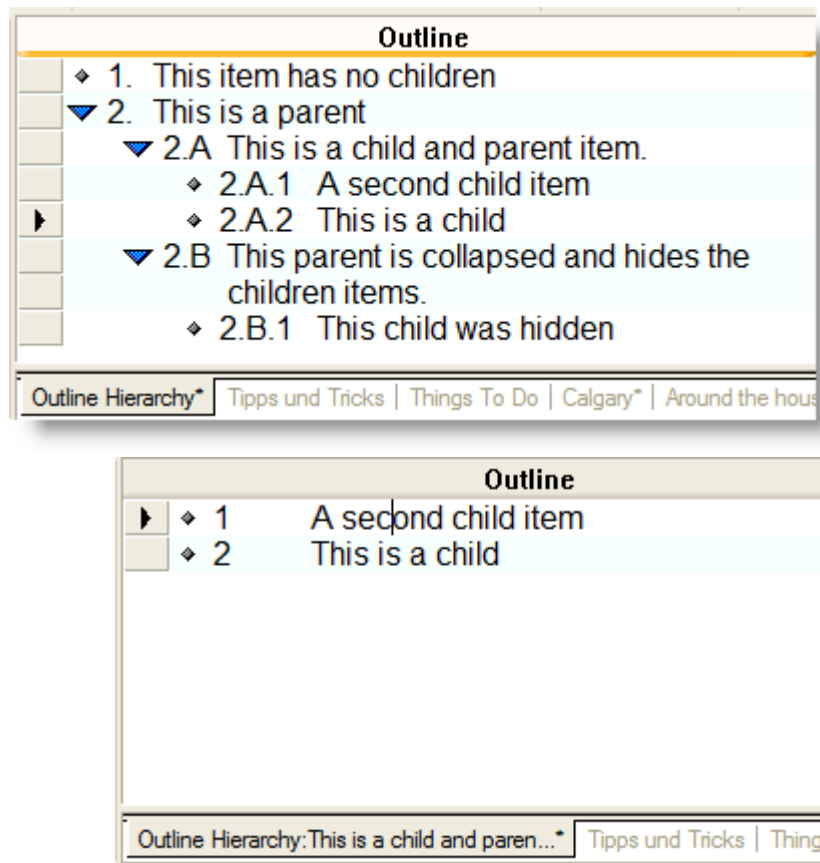 Outline
1. This item has no children
2. This is a parent
2.A This is a child and parent item.
2.A.1 A second child item
2.A.2 This is a child
2.B This parent is collapsed and hides the
children items.
2.B.1 This child was hidden
Outline Hierarchy* Tipps und Tricks | Things To Do | Calgary* | Around the hous
Outline
1 A second child item
2 This is a child
Outline Hierarchy:This is a child and paren...* Tipps und Tricks | Thing